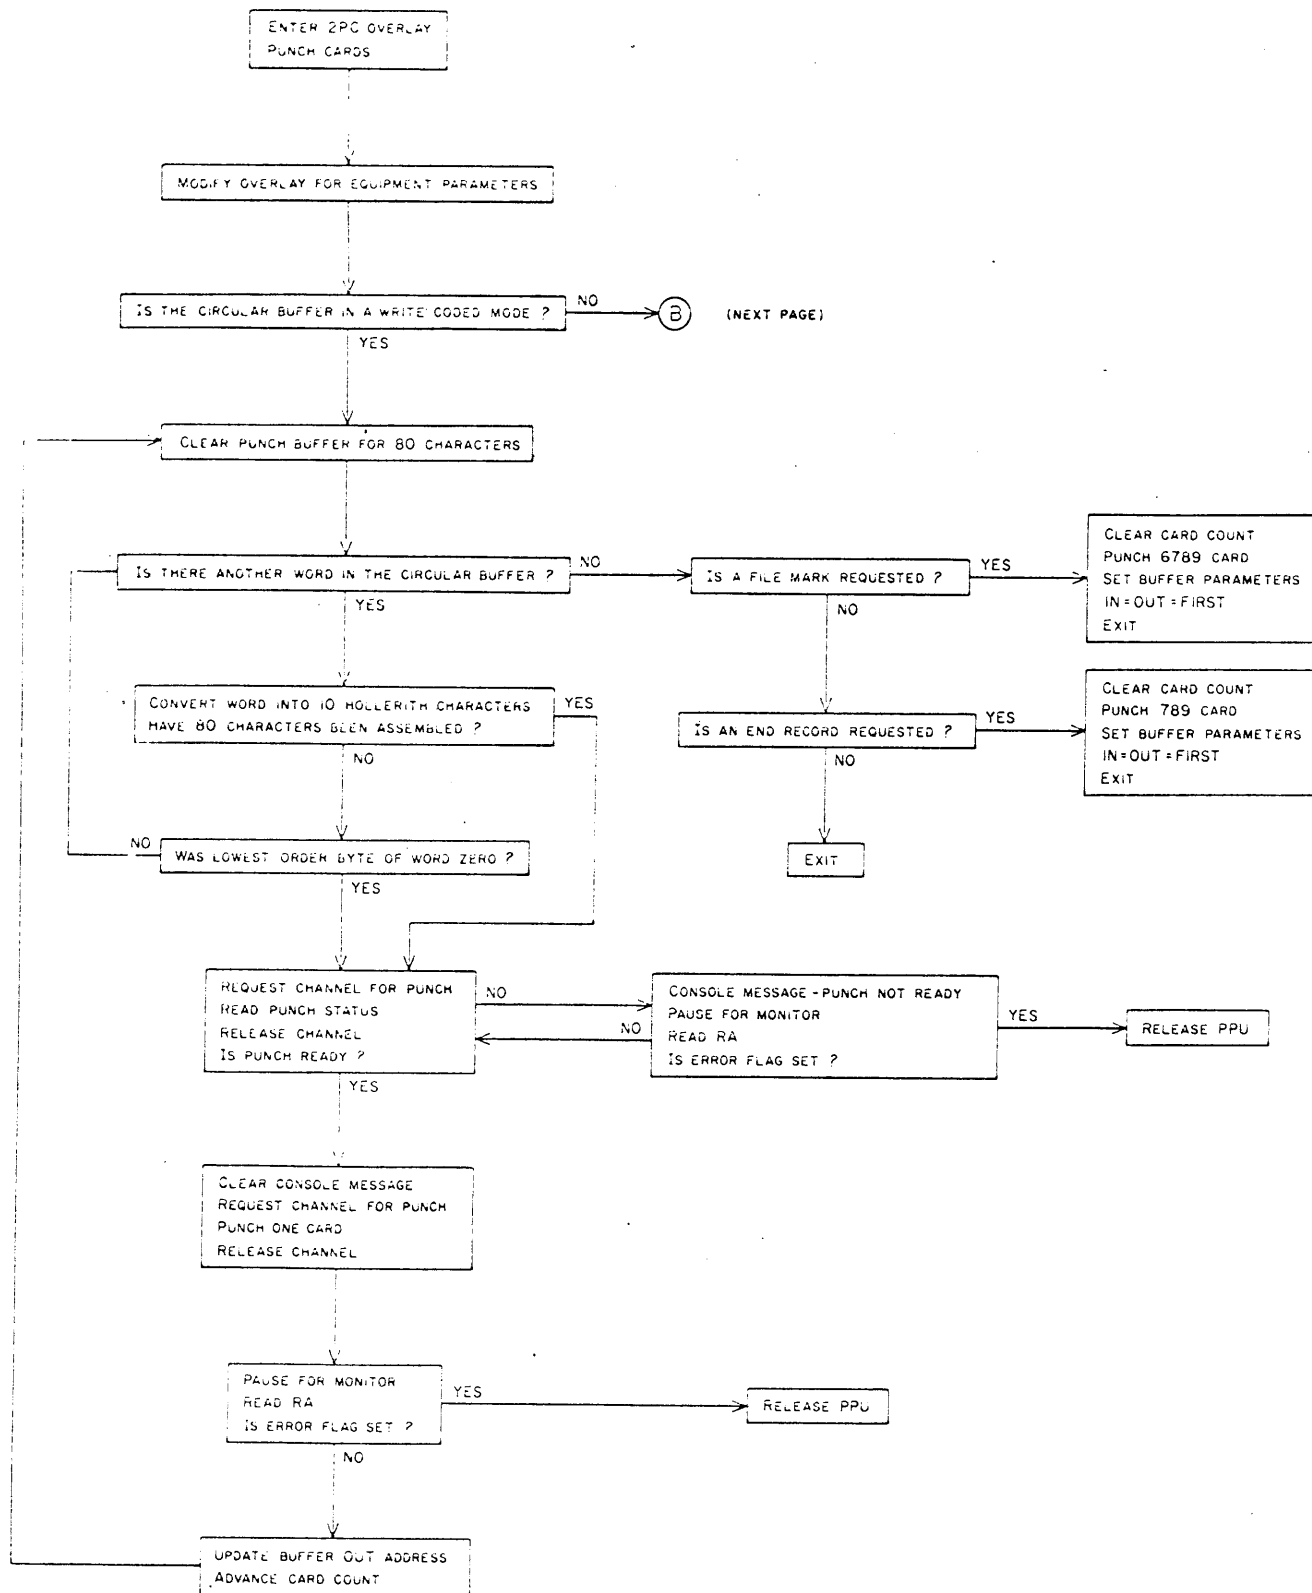 ENTER 2PC OVERLAY
PUNCH CARDS
MODIFY OVERLAY FOR EQUIPMENT PARAMETERS
IS THE CIRCULAR BUFFER IN A WRITE CODED MODE ?
NO
B
(NEXT PAGE)
YES
CLEAR PUNCH BUFFER FOR 80 CHARACTERS
IS THERE ANOTHER WORD IN THE CIRCULAR BUFFER ?
NO
IS A FILE MARK REQUESTED ?
YES
CLEAR CARD COUNT
PUNCH 6789 CARD
SET BUFFER PARAMETERS
IN = OUT = FIRST
EXIT
YES
NO
CONVERT WORD INTO 10 HOLLERITH CHARACTERS
HAVE 80 CHARACTERS BEEN ASSEMBLED ?
YES
IS AN END RECORD REQUESTED ?
YES
CLEAR CARD COUNT
PUNCH 789 CARD
SET BUFFER PARAMETERS
IN = OUT = FIRST
EXIT
NO
NO
NO
WAS LOWEST ORDER BYTE OF WORD ZERO ?
EXIT
YES
REQUEST CHANNEL FOR PUNCH
READ PUNCH STATUS
RELEASE CHANNEL
IS PUNCH READY ?
NO
NO
CONSOLE MESSAGE - PUNCH NOT READY
PAUSE FOR MONITOR
READ RA
IS ERROR FLAG SET ?
YES
RELEASE PPU
YES
CLEAR CONSOLE MESSAGE
REQUEST CHANNEL FOR PUNCH
PUNCH ONE CARD
RELEASE CHANNEL
PAUSE FOR MONITOR
READ RA
IS ERROR FLAG SET ?
YES
RELEASE PPU
NO
UPDATE BUFFER OUT ADDRESS
ADVANCE CARD COUNT